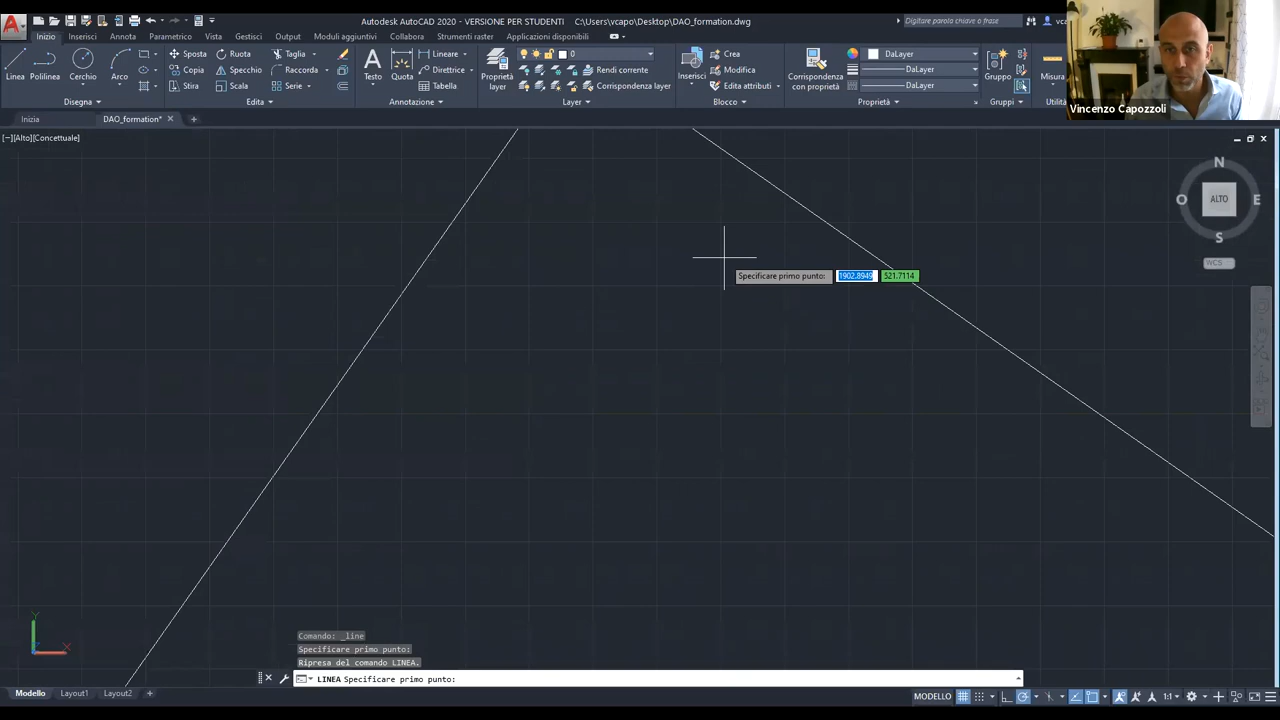 Autodesk AutoCAD 2020 - VERSIONE PER STUDENTI C:\Users\vcapo\Desktop\DAO_formation.dwg
Digitare parola chiave o frase
Inizio Inserisci Annota Parametrico Vista Gestisci Output Moduli aggiuntivi Collabora Strumenti raster Autodesk Express Tools
Linea Polilinea Cerchio Arco
Sposta Ruota Taglia
Copia Specchio Raccorda
Stira Scala Serie
Testo Quota
Lineare
Direttrice
Tabella
Proprietà layer
0
Rendi corrente
Corrispondenza layer
Inserisci
Crea
Modifica
Edita attributi
Corrispondenza con proprietà
DaLayer
DaLayer
DaLayer
Gruppo
Misura
Disegna Edita Annotazione Layer Blocco Proprietà Gruppi
Vincenzo Capozzoli
Inizia DAO_formation*
[−][Alto][Concettuale]
N
O ALTO E
S
WCS
Specificare primo punto: 1902.8949 521.7114
Y
X
Comando: _line
Specificare primo punto:
Ripresa del comando LINEA.
LINEA Specificare primo punto:
Modello Layout1 Layout2
MODELLO 1:1